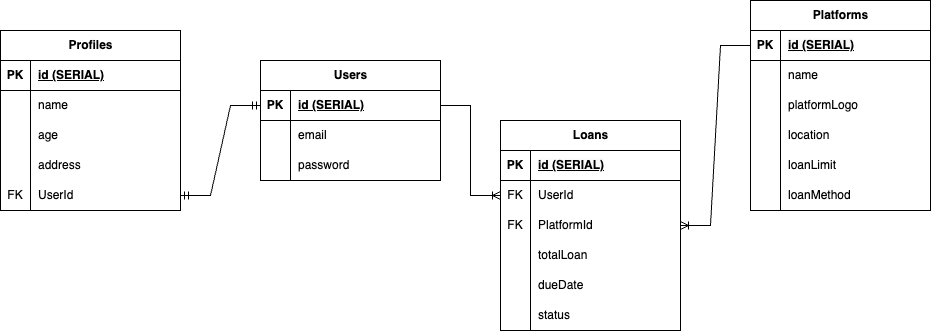 Profiles
PK id (SERIAL)
name
age
address
FK UserId
Users
PK id (SERIAL)
email
password
Loans
PK id (SERIAL)
FK UserId
FK PlatformId
totalLoan
dueDate
status
Platforms
PK id (SERIAL)
name
platformLogo
location
loanLimit
loanMethod